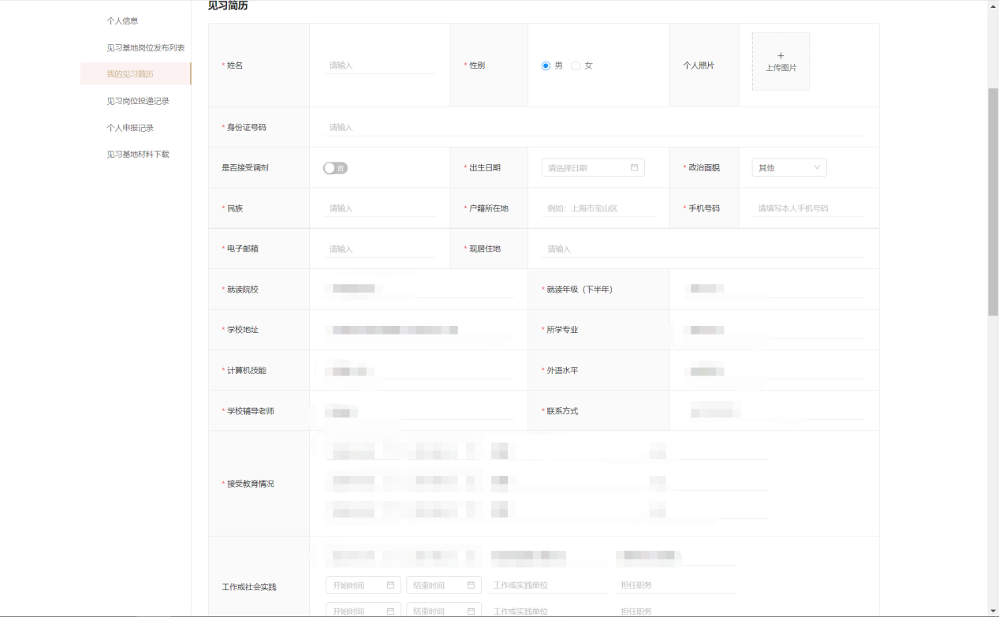 见习简历
个人信息
见习基地岗位发布列表
我的见习简历
见习岗位投递记录
个人申报记录
见习基地材料下载
* 姓名 请输入 * 性别 男 女 个人照片 + 上传图片
* 身份证号码 请输入
是否接受调剂 否 * 出生日期 请选择日期 * 政治面貌 其他
* 民族 请输入 * 户籍所在地 例如：上海市宝山区 * 手机号码 请填写本人手机号码
* 电子邮箱 请输入 * 现居住地 请输入
* 就读院校 * 就读年级（下半年）
* 学校地址 * 所学专业
* 计算机技能 * 外语水平
* 学校辅导老师 * 联系方式
* 接受教育情况
工作或社会实践
开始时间 结束时间 工作或实践单位 担任职务
开始时间 结束时间 工作或实践单位 担任职务